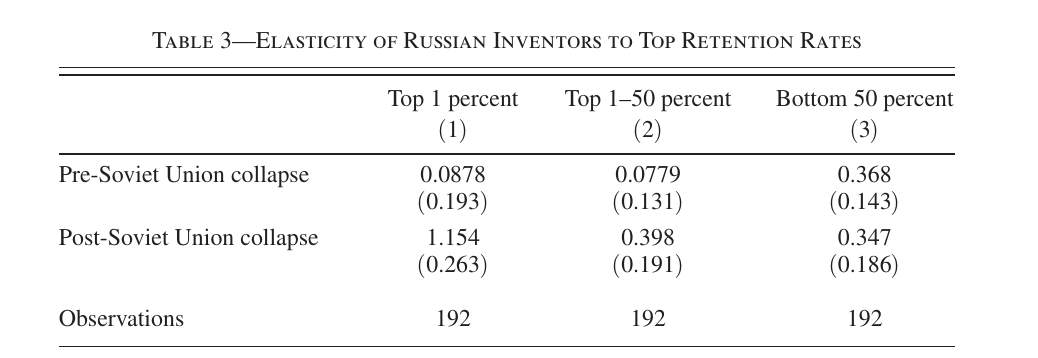 Table 3—Elasticity of Russian Inventors to Top Retention Rates
Top 1 percent Top 1–50 percent Bottom 50 percent
(1) (2) (3)
Pre-Soviet Union collapse 0.0878 0.0779 0.368
(0.193) (0.131) (0.143)
Post-Soviet Union collapse 1.154 0.398 0.347
(0.263) (0.191) (0.186)
Observations 192 192 192